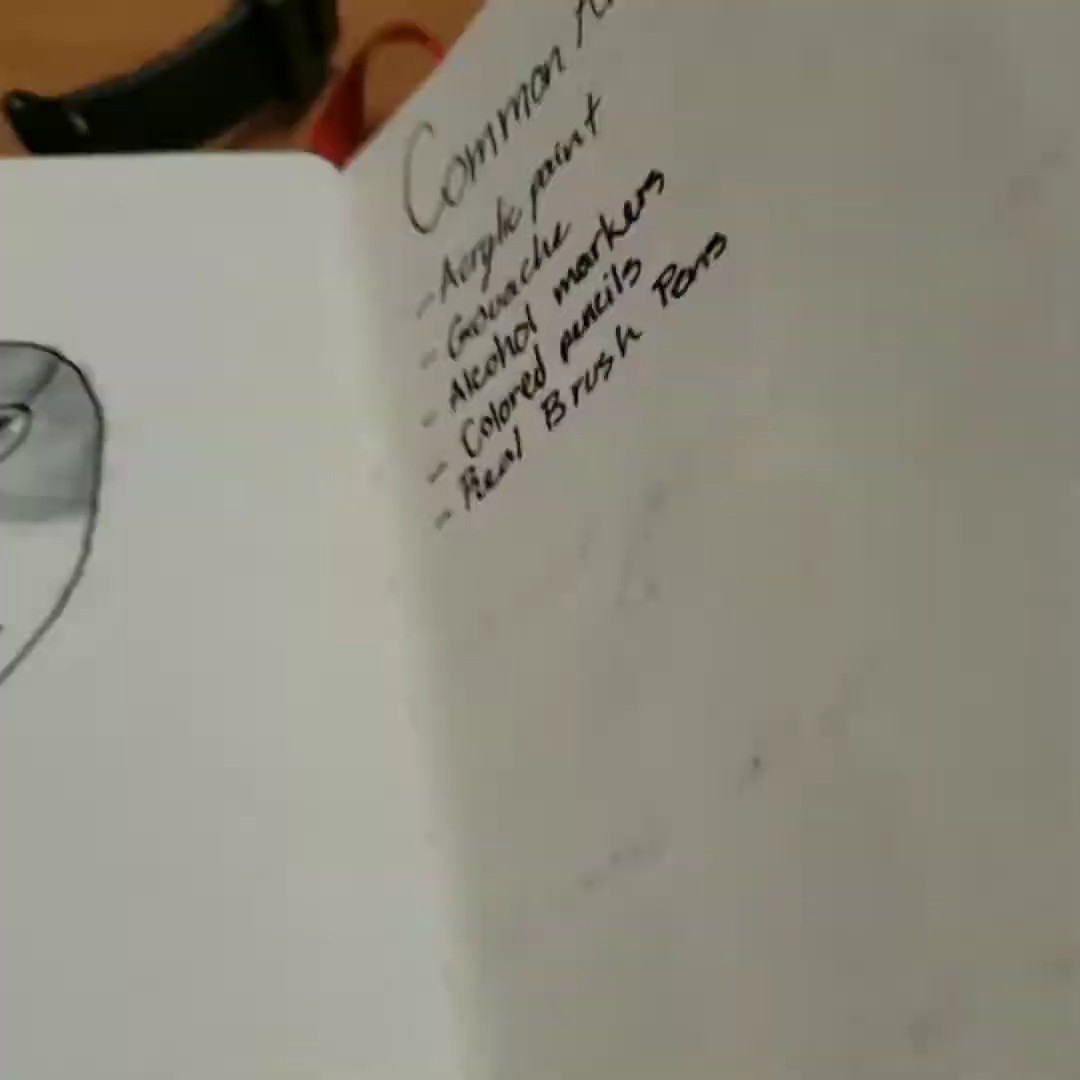 Common
- Acrylic paint
- Gouache
- Alcohol markers
- Colored pencils
- Real Brush Pens